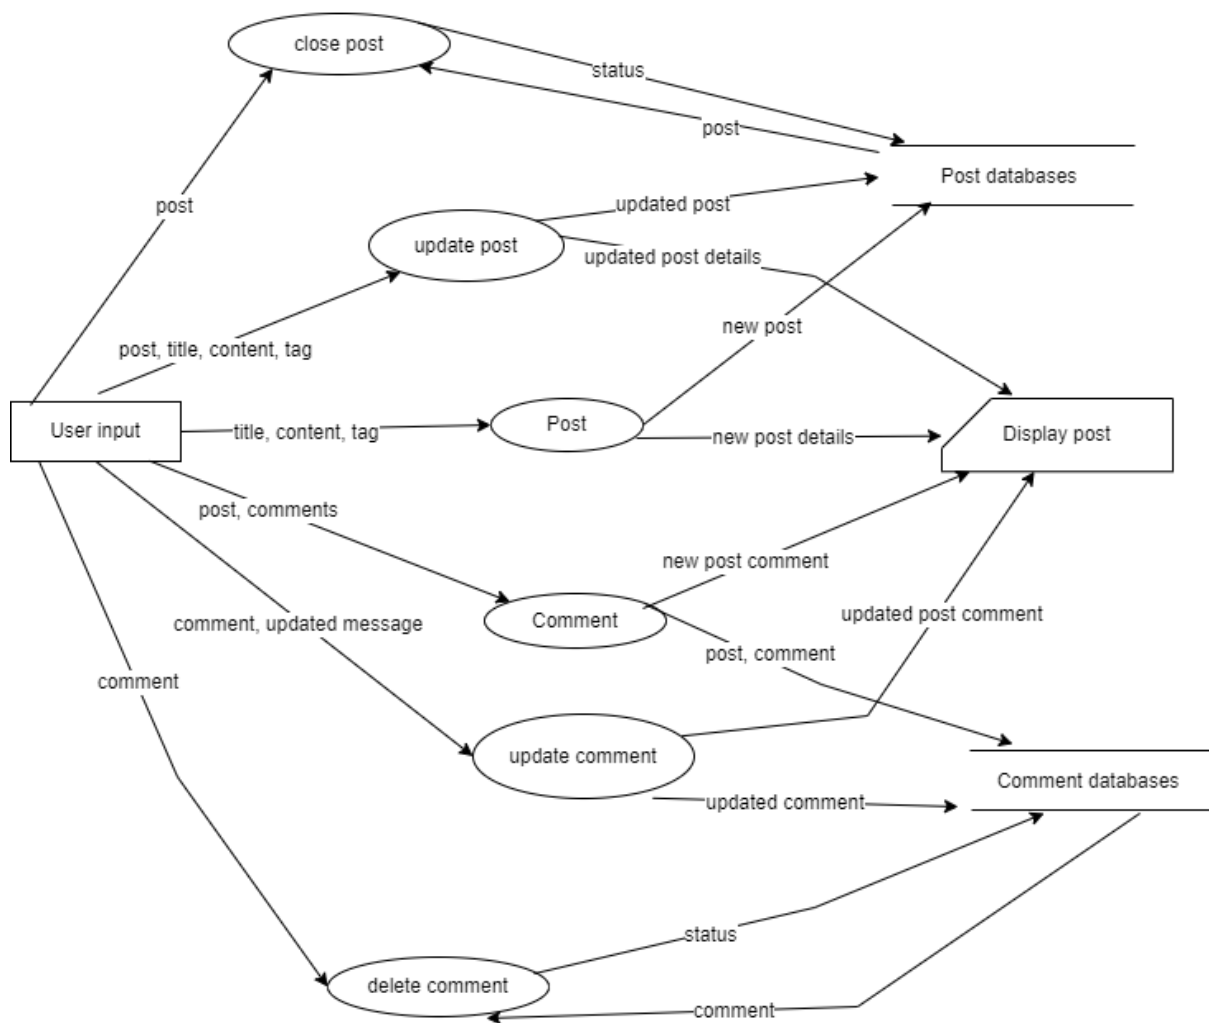 close post
status
post
Post databases
post
updated post
update post
updated post details
new post
post, title, content, tag
User input
title, content, tag
Post
new post details
Display post
post, comments
new post comment
comment, updated message
Comment
updated post comment
post, comment
comment
update comment
Comment databases
updated comment
status
delete comment
comment